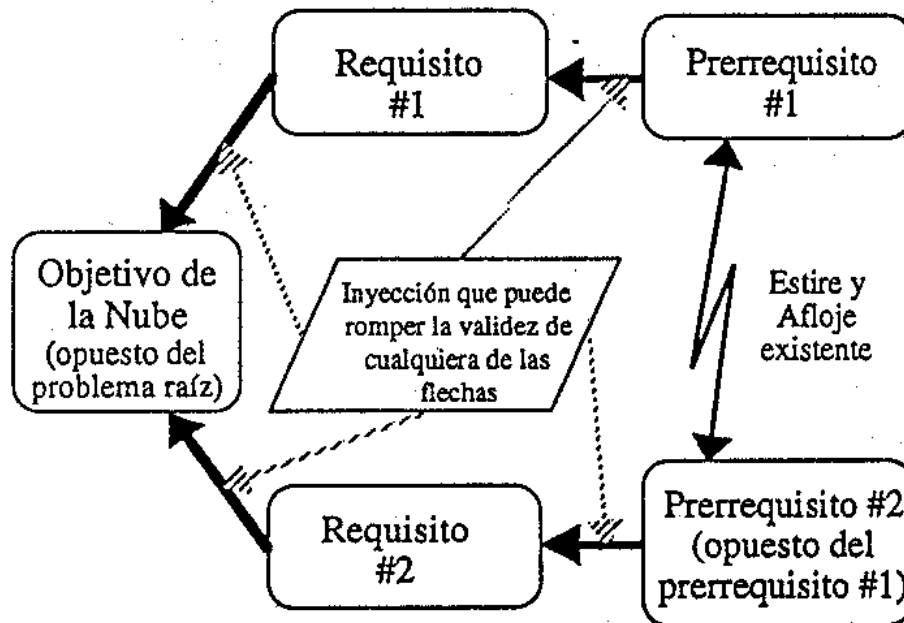 Requisito
#1
Prerrequisito
#1
Objetivo de
la Nube
(opuesto del
problema raíz)
Inyección que puede
romper la validez de
cualquiera de las
flechas
Estire y
Afloje
existente
Requisito
#2
Prerrequisito #2
(opuesto del
prerrequisito #1)